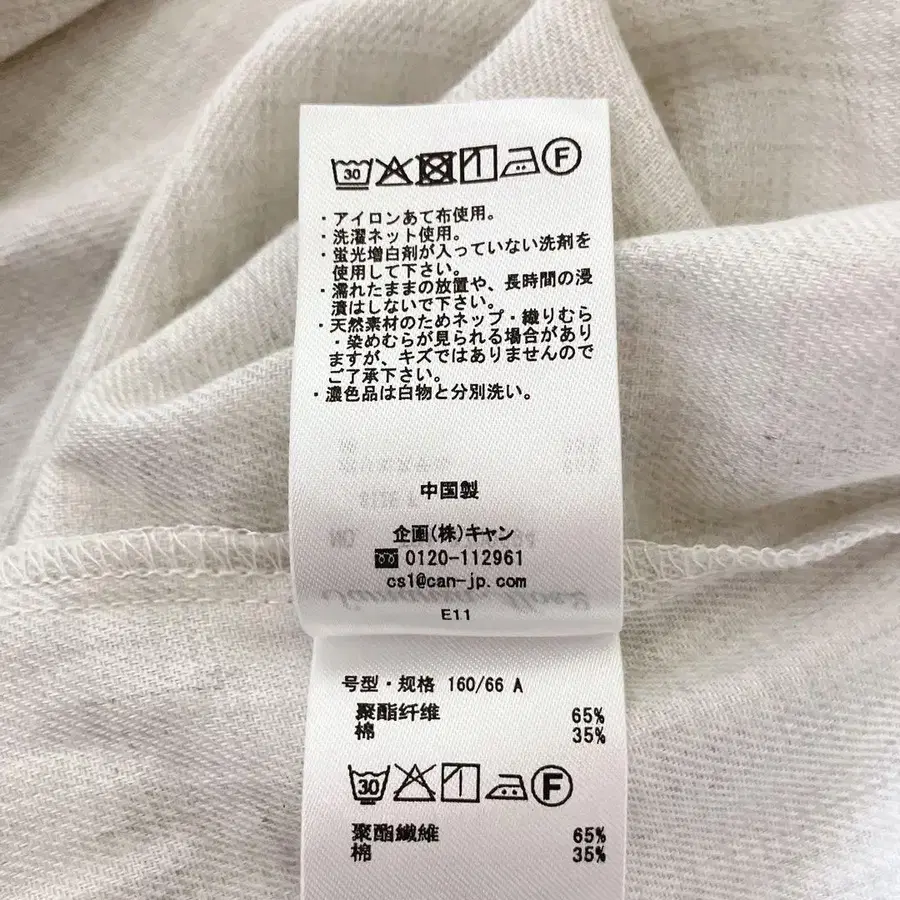 30 F
・アイロンあて布使用。
・洗濯ネット使用。
・蛍光増白剤が入っていない洗剤を
使用して下さい。
・濡れたままの放置や、長時間の浸
漬はしないで下さい。
・天然素材のためネップ・織りむら
・染めむらが見られる場合があり
ますが、キズではありませんので
ご了承下さい。
・濃色品は白物と分別洗い。
中国製
企画(株)キャン
0120-112961
cs1@can-jp.com
E11
号型・规格 160/66 A
聚酯纤维 65%
棉 35%
30 F
聚酯纖維 65%
棉 35%